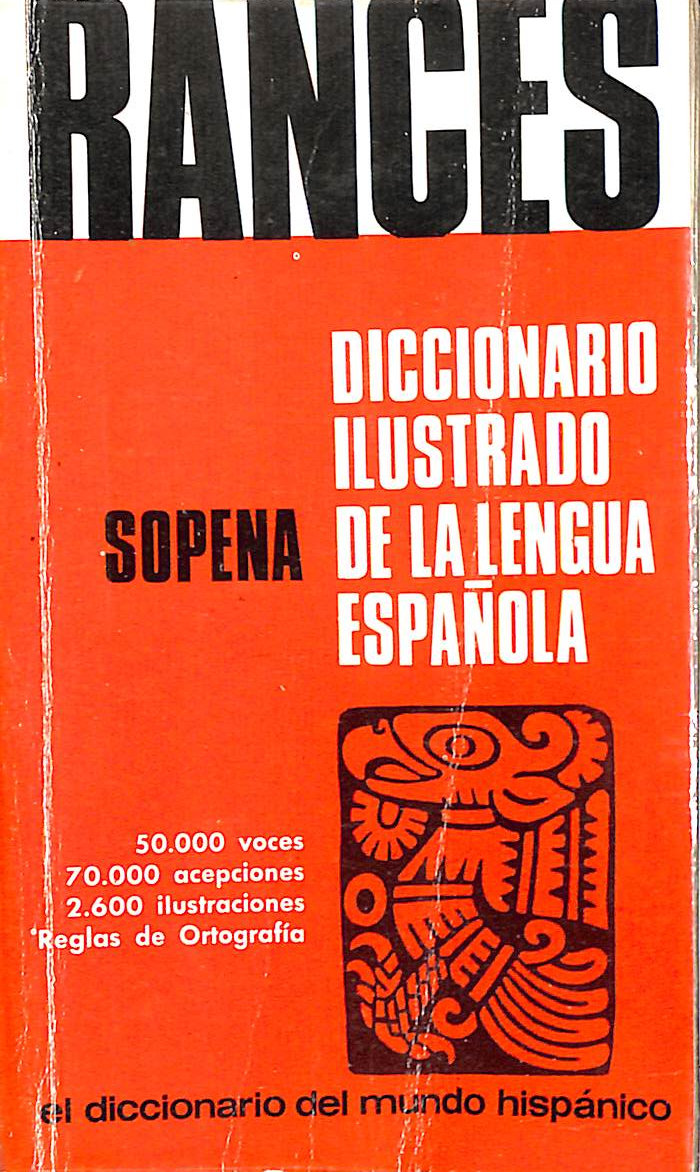 RANCES
DICCIONARIO
ILUSTRADO
SOPENA DE LA LENGUA
ESPAÑOLA
50.000 voces
70.000 acepciones
2.600 ilustraciones
Reglas de Ortografía
el diccionario del mundo hispánico